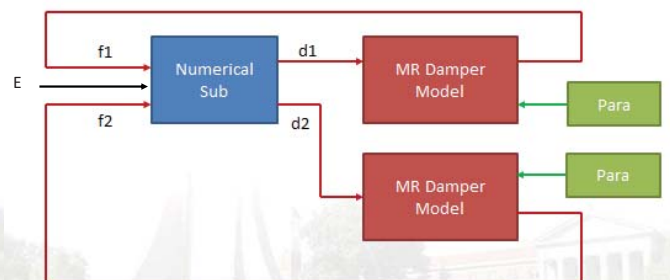 f1
d1
Numerical
Sub
MR Damper
Model
E
Para
f2
d2
MR Damper
Model
Para